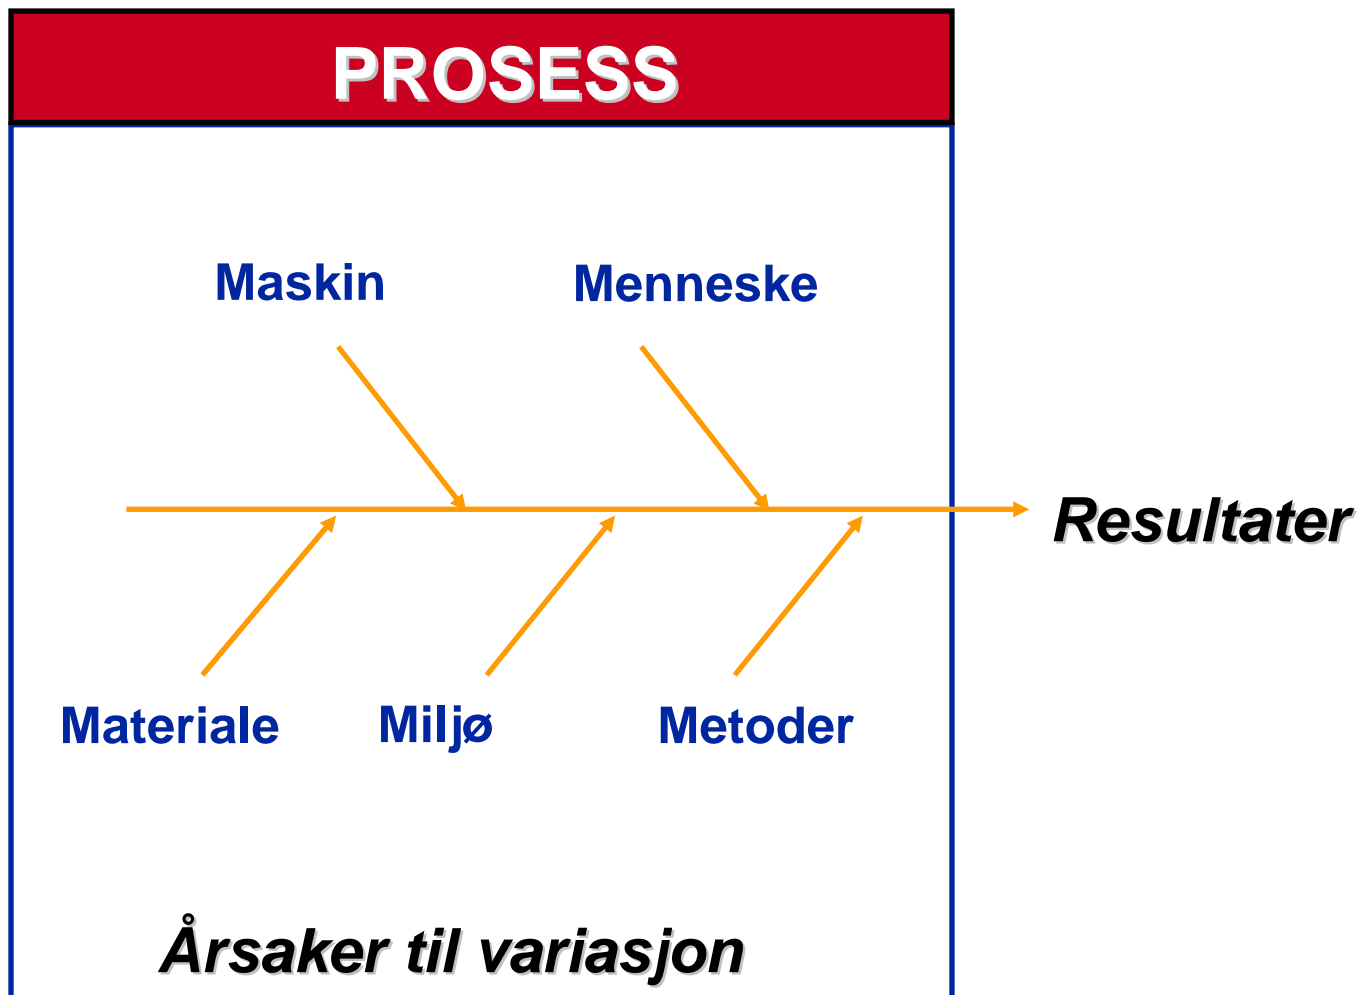 PROSESS
Maskin Menneske
Resultater
Materiale Miljø Metoder
Årsaker til variasjon